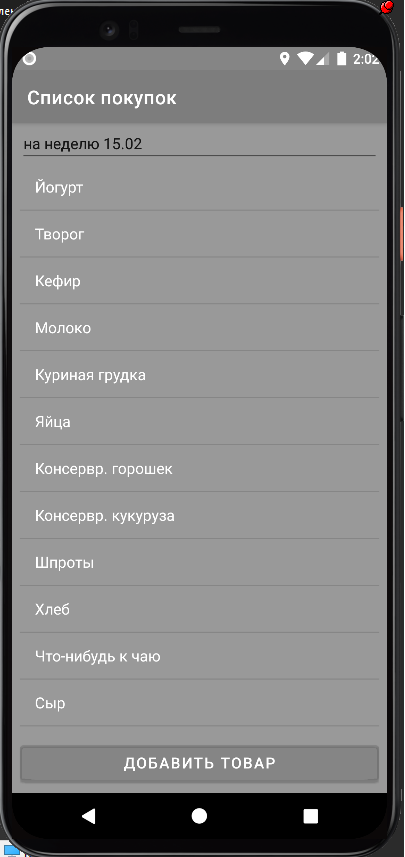 2:02
Список покупок
на неделю 15.02
Йогурт
Творог
Кефир
Молоко
Куриная грудка
Яйца
Консервр. горошек
Консервр. кукуруза
Шпроты
Хлеб
Что-нибудь к чаю
Сыр
ДОБАВИТЬ ТОВАР